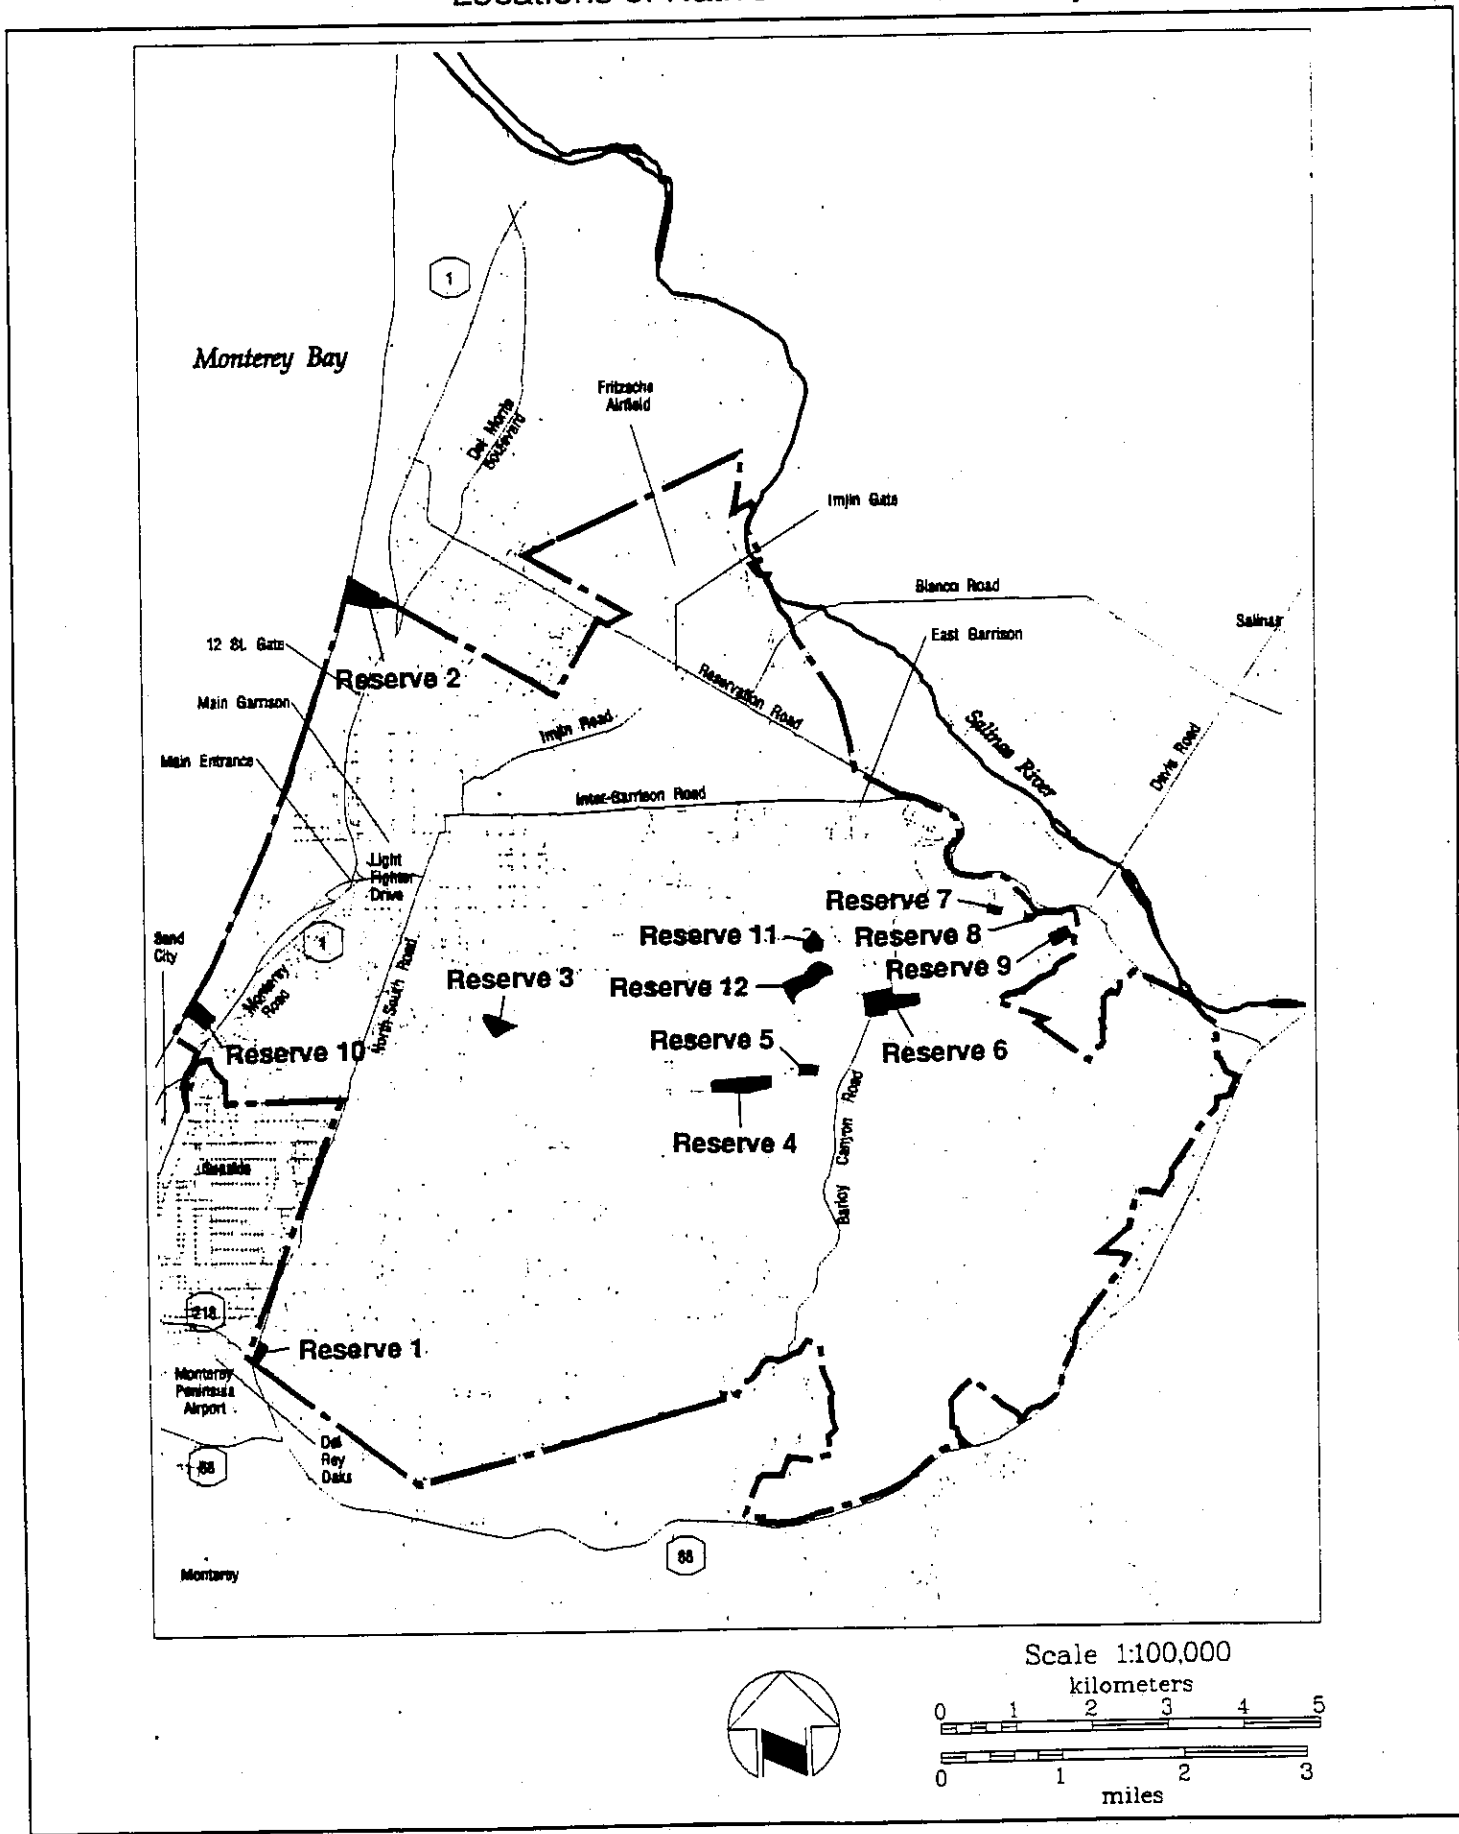 Locations of
1
Monterey Bay
Fritzsche
Airfield
Del Monte
Boulevard
Imjin Gate
Blanco Road
Salinas
12 St. Gate
East Garrison
Reserve 2
Reservation Road
Main Garrison
Imjin Road
Salinas River
Davis Road
Main Entrance
Inter-Garrison Road
Light
Fighter
Drive
Reserve 7
Sand
City
1
Reserve 11
Reserve 8
Reserve 9
Monterey
Road
North-South Road
Reserve 3
Reserve 12
Reserve 10
Reserve 5
Reserve 6
Reserve 4
Barloy Canyon Road
Seaside
218
Reserve 1
Monterey
Peninsula
Airport
Del
Rey
Oaks
68
68
Monterey
Scale 1:100,000
kilometers
0 1 2 3 4 5
0 1 2 3
miles